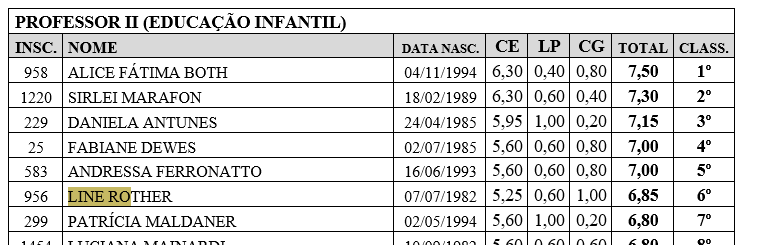 PROFESSOR II (EDUCAÇÃO INFANTIL)
INSC. NOME DATA NASC. CE LP CG TOTAL CLASS.
958 ALICE FÁTIMA BOTH 04/11/1994 6,30 0,40 0,80 7,50 1º
1220 SIRLEI MARAFON 18/02/1989 6,30 0,60 0,40 7,30 2º
229 DANIELA ANTUNES 24/04/1985 5,95 1,00 0,20 7,15 3º
25 FABIANE DEWES 02/07/1985 5,60 0,60 0,80 7,00 4º
583 ANDRESSA FERRONATTO 16/06/1993 5,60 0,60 0,80 7,00 5º
956 LINE ROTHER 07/07/1982 5,25 0,60 1,00 6,85 6º
299 PATRÍCIA MALDANER 02/05/1994 5,60 1,00 0,20 6,80 7º
LUCIANA MAINARDI 5,60 0,60 0,60 6,80 8º